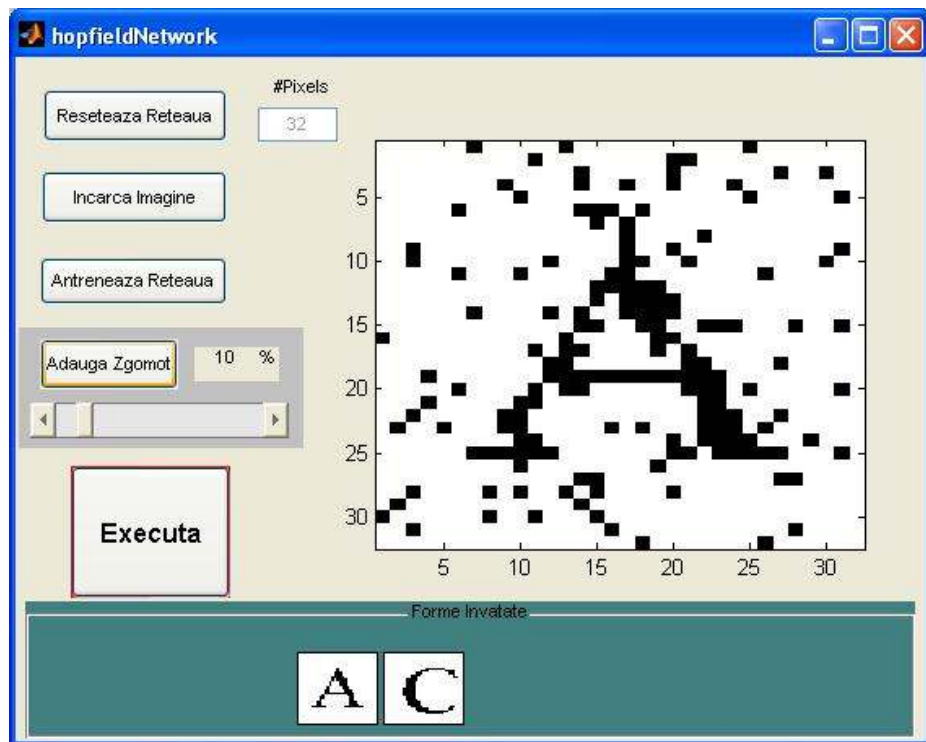 hopfieldNetwork
#Pixels
Reseteaza Reteaua
32
Incarca Imagine
Antreneaza Reteaua
Adauga Zgomot
10 %
Executa
5
10
15
20
25
30
5 10 15 20 25 30
Forme Invatate
A C